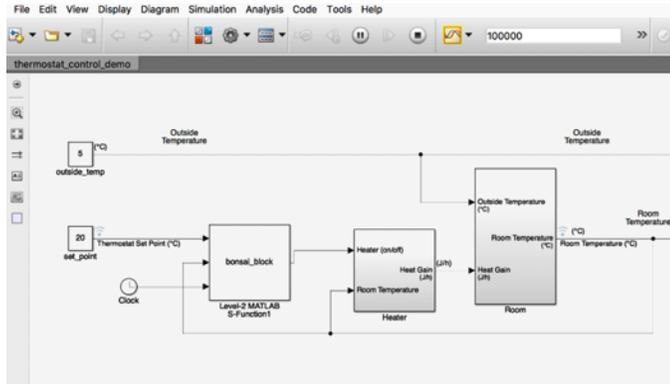 File Edit View Display Diagram Simulation Analysis Code Tools Help
100000
thermostat_control_demo
Outside
Temperature
Outside
Temperature
5
(°C)
outside_temp
Outside Temperature
(°C)
Room
Temperature
20
Thermostat Set Point (°C)
set_point
bonsai_block
Heater (on/off)
Room Temperature
(°C)
(°C)
Room Temperature (°C)
Heat Gain
(J/h)
(J/h)
Heat Gain
(J/h)
Clock
Room Temperature
Level-2 MATLAB
S-Function1
Heater
Room